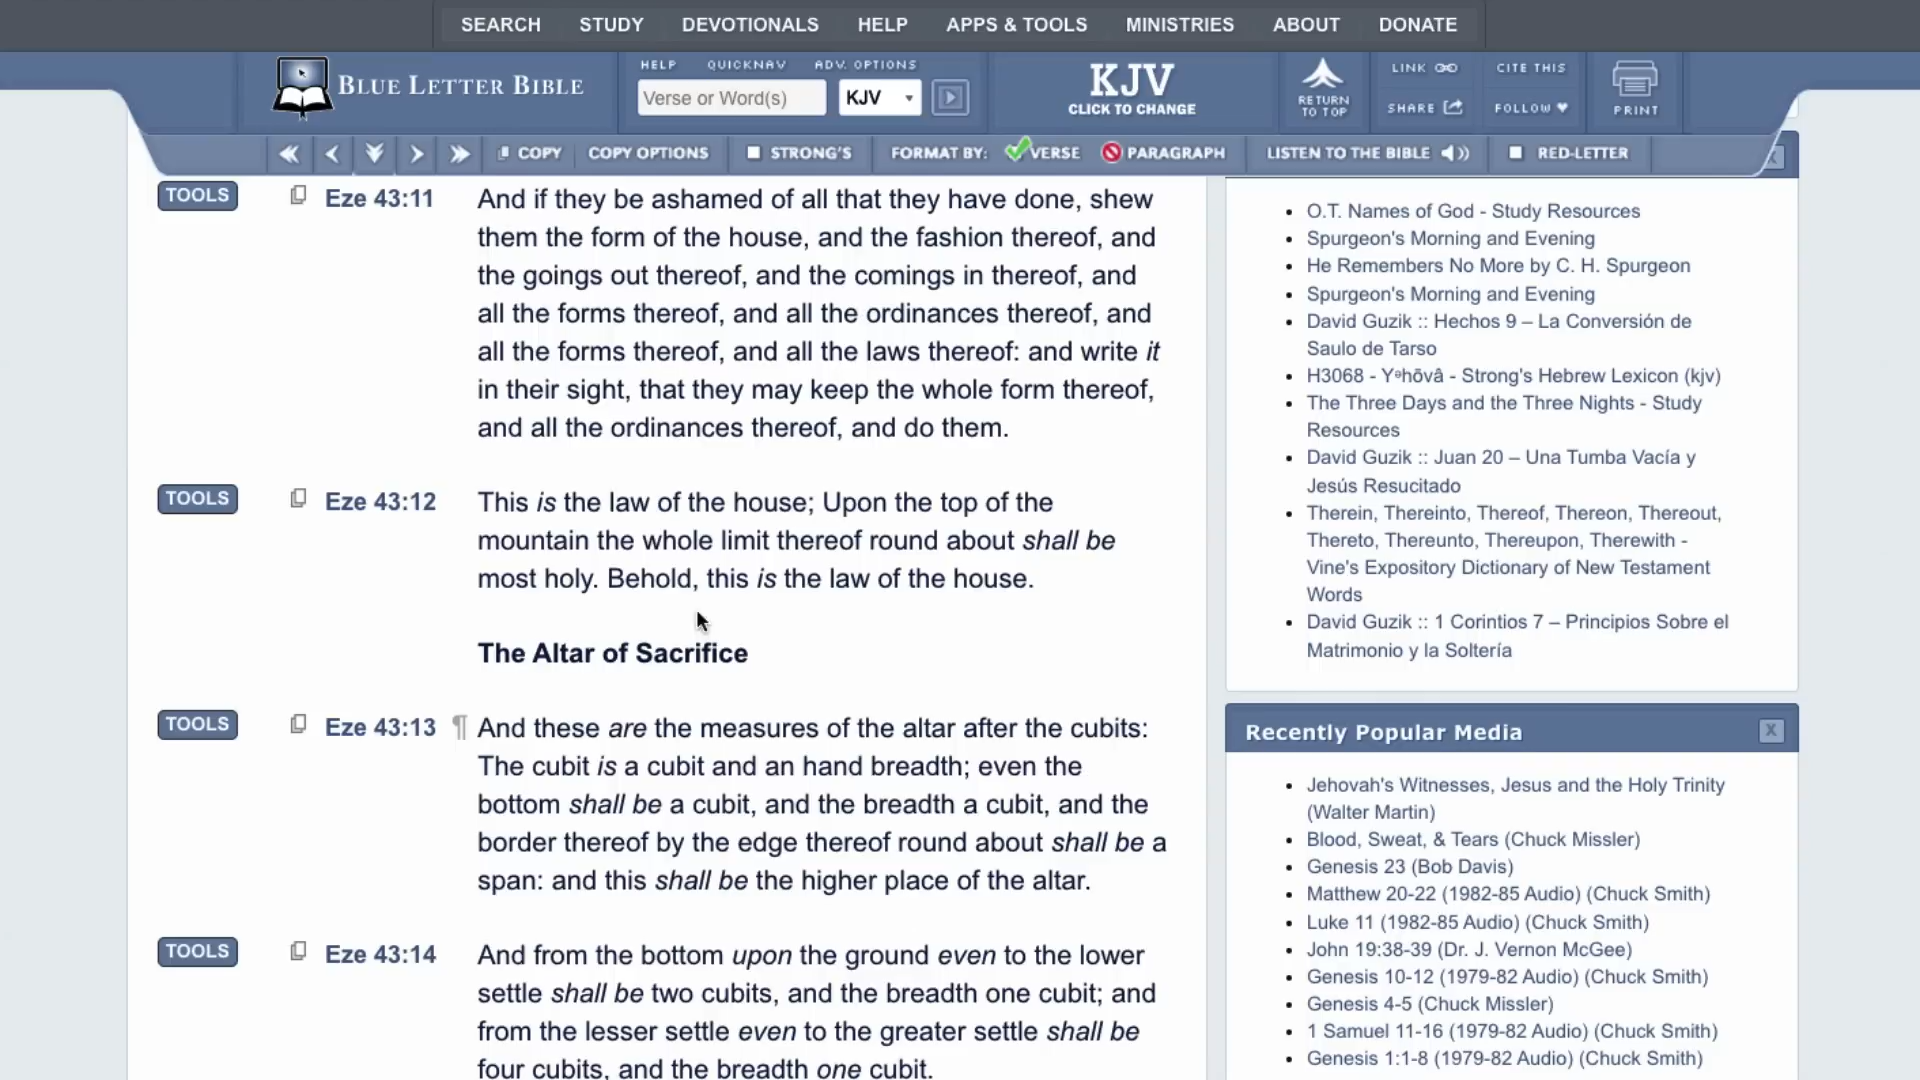 SEARCH STUDY DEVOTIONALS HELP APPS & TOOLS MINISTRIES ABOUT DONATE
BLUE LETTER BIBLE
HELP QUICKNAV ADV. OPTIONS
Verse or Word(s) KJV
KJV
CLICK TO CHANGE
RETURN
TO TOP
LINK CITE THIS
SHARE FOLLOW
PRINT
COPY COPY OPTIONS STRONG'S FORMAT BY: VERSE PARAGRAPH LISTEN TO THE BIBLE RED-LETTER
TOOLS Eze 43:11 And if they be ashamed of all that they have done, shew
them the form of the house, and the fashion thereof, and
the goings out thereof, and the comings in thereof, and
all the forms thereof, and all the ordinances thereof, and
all the forms thereof, and all the laws thereof: and write it
in their sight, that they may keep the whole form thereof,
and all the ordinances thereof, and do them.
TOOLS Eze 43:12 This is the law of the house; Upon the top of the
mountain the whole limit thereof round about shall be
most holy. Behold, this is the law of the house.
The Altar of Sacrifice
TOOLS Eze 43:13 ¶ And these are the measures of the altar after the cubits:
The cubit is a cubit and an hand breadth; even the
bottom shall be a cubit, and the breadth a cubit, and the
border thereof by the edge thereof round about shall be a
span: and this shall be the higher place of the altar.
TOOLS Eze 43:14 And from the bottom upon the ground even to the lower
settle shall be two cubits, and the breadth one cubit; and
from the lesser settle even to the greater settle shall be
four cubits, and the breadth one cubit.
X
• O.T. Names of God - Study Resources
• Spurgeon's Morning and Evening
• He Remembers No More by C. H. Spurgeon
• Spurgeon's Morning and Evening
• David Guzik :: Hechos 9 – La Conversión de
Saulo de Tarso
• H3068 - Yᵊhōvâ - Strong's Hebrew Lexicon (kjv)
• The Three Days and the Three Nights - Study
Resources
• David Guzik :: Juan 20 – Una Tumba Vacía y
Jesús Resucitado
• Therein, Thereinto, Thereof, Thereon, Thereout,
Thereto, Thereunto, Thereupon, Therewith -
Vine's Expository Dictionary of New Testament
Words
• David Guzik :: 1 Corintios 7 – Principios Sobre el
Matrimonio y la Soltería
Recently Popular Media X
• Jehovah's Witnesses, Jesus and the Holy Trinity
(Walter Martin)
• Blood, Sweat, & Tears (Chuck Missler)
• Genesis 23 (Bob Davis)
• Matthew 20-22 (1982-85 Audio) (Chuck Smith)
• Luke 11 (1982-85 Audio) (Chuck Smith)
• John 19:38-39 (Dr. J. Vernon McGee)
• Genesis 10-12 (1979-82 Audio) (Chuck Smith)
• Genesis 4-5 (Chuck Missler)
• 1 Samuel 11-16 (1979-82 Audio) (Chuck Smith)
• Genesis 1:1-8 (1979-82 Audio) (Chuck Smith)